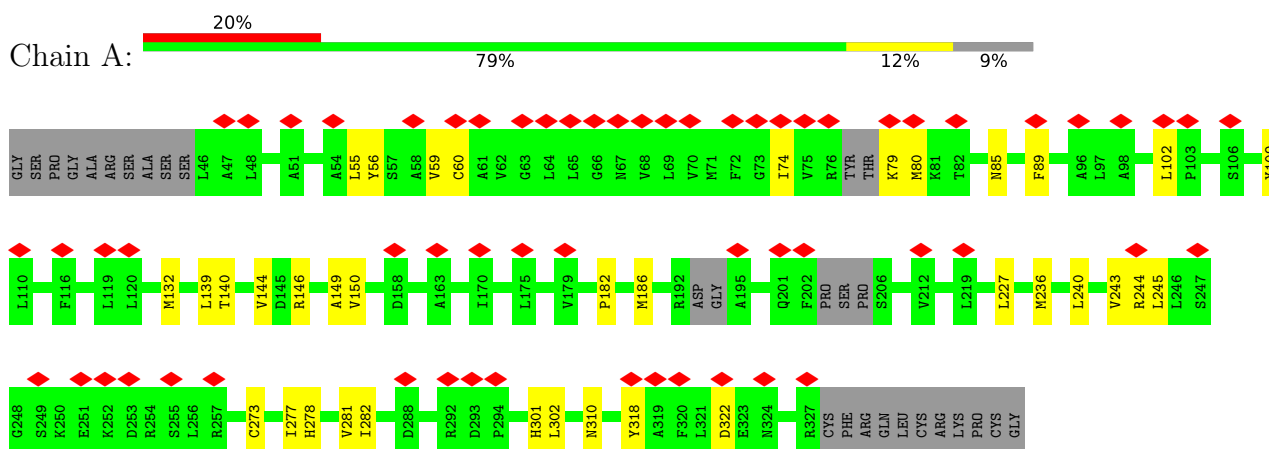 20%
Chain A:
79% 12% 9%
GLY SER PRO GLY ALA ARG SER ALA SER SER L46 A47 L48 A51 A54 L55 Y56 S57 A58 V59 C60 A61 V62 G63 L64 L65 G66 N67 V68 L69 V70 M71 F72 G73 I74 V75 R76 TYR THR K79 M80 K81 T82 N85 F89 A96 L97 A98 L102 P103 S106
L110 F116 L119 L120 M132 L139 T140 V144 D145 R146 A149 V150 D158 A163 I170 L175 V179 P182 M186 R192 ASP GLY A195 Q201 F202 PRO SER PRO S206 V212 L219 L227 M236 L240 V243 R244 L245 L246 S247
G248 S249 K250 E251 K252 D253 R254 S255 L256 R257 C273 I277 H278 V281 I282 D288 R292 D293 P294 H301 L302 N310 Y318 A319 F320 L321 D322 E323 N324 R327 CYS PHE ARG GLN LEU CYS ARG LYS PRO CYS GLY